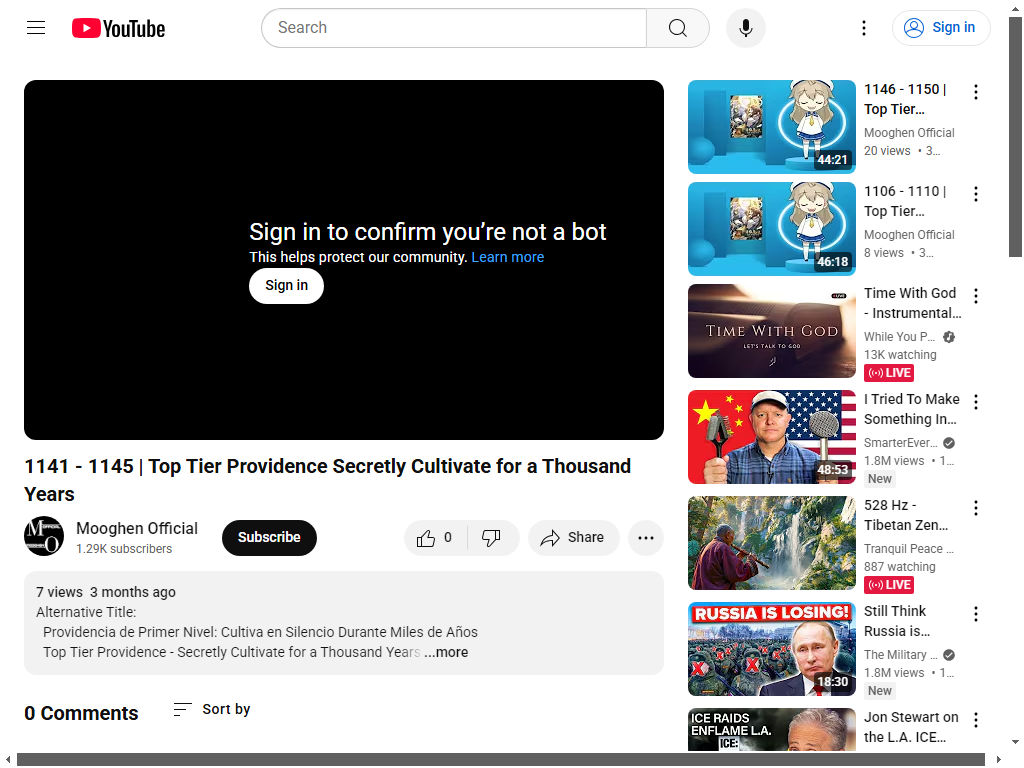 YouTube
Search
Sign in
Sign in to confirm you're not a bot
This helps protect our community. Learn more
Sign in
1141 - 1145 | Top Tier Providence Secretly Cultivate for a Thousand
Years
Mooghen Official
1.29K subscribers
Subscribe
0
Share
7 views 3 months ago
Alternative Title:
Providencia de Primer Nivel: Cultiva en Silencio Durante Miles de Años
Top Tier Providence - Secretly Cultivate for a Thousand Years ...more
0 Comments
Sort by
44:21
1146 - 1150 |
Top Tier…
Mooghen Official
20 views • 3…
46:18
1106 - 1110 |
Top Tier…
Mooghen Official
8 views • 3…
LIVE
TIME WITH GOD
LET'S TALK TO GOD
Time With God
- Instrumental…
While You P…
13K watching
LIVE
48:53
I Tried To Make
Something In…
SmarterEver…
1.8M views • 1…
New
528 Hz -
Tibetan Zen…
Tranquil Peace …
887 watching
LIVE
RUSSIA IS LOSING!
18:30
Still Think
Russia is…
The Military …
1.8M views • 1…
New
ICE RAIDS
ENFLAME L.A.
ICE:
Jon Stewart on
the L.A. ICE…